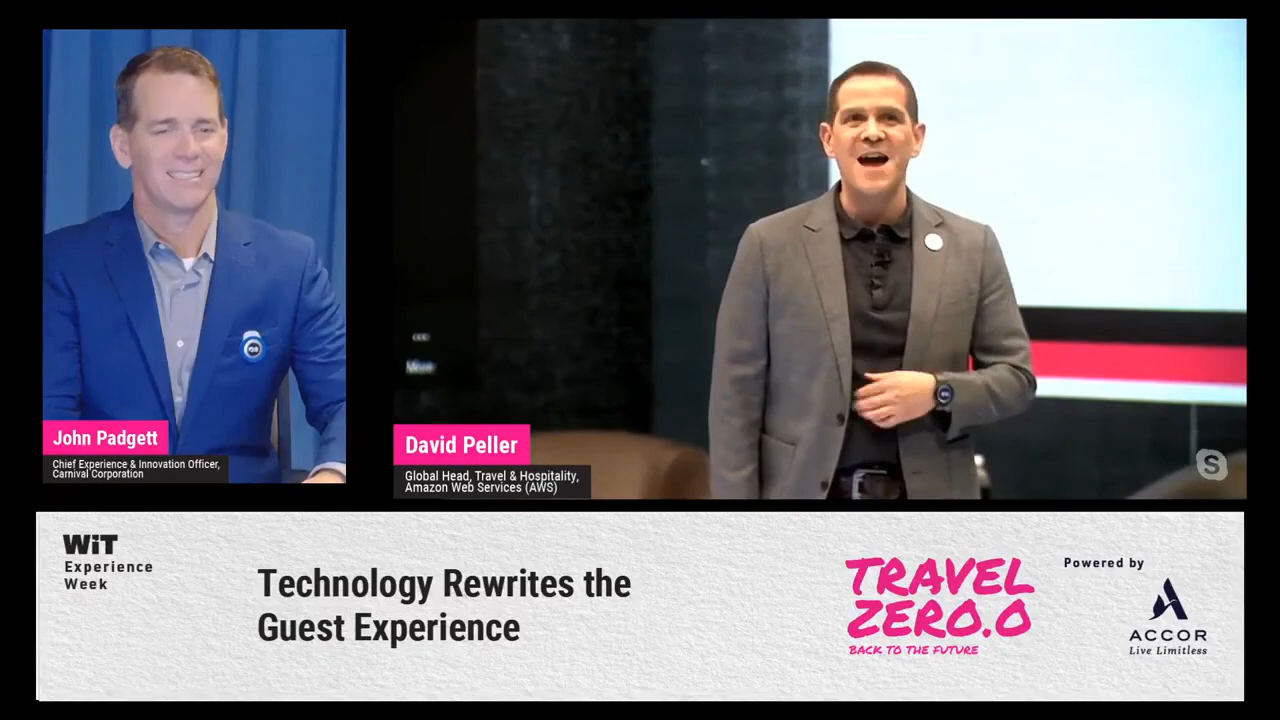 John Padgett
Chief Experience & Innovation Officer,
Carnival Corporation
More
David Peller
Global Head, Travel & Hospitality,
Amazon Web Services (AWS)
S
WiT
Experience
Week
Technology Rewrites the
Guest Experience
TRAVEL
ZERO.O
BACK TO THE FUTURE
Powered by
ACCOR
Live Limitless